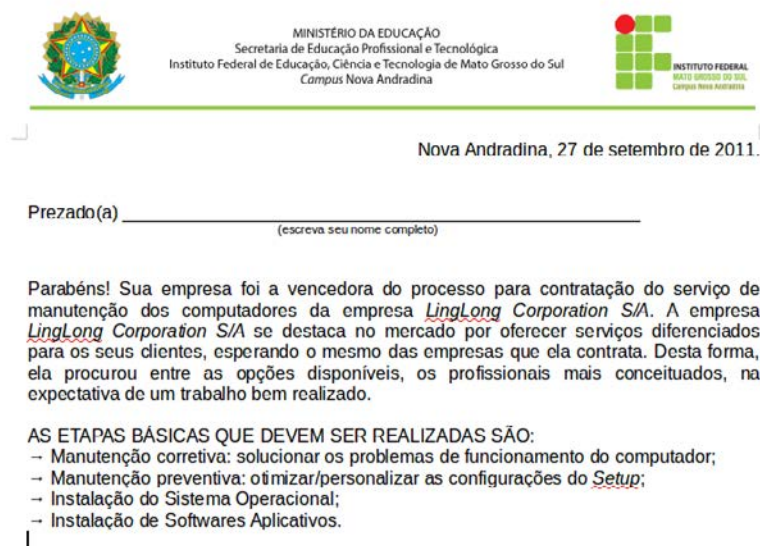 MINISTÉRIO DA EDUCAÇÃO
Secretaria de Educação Profissional e Tecnológica
Instituto Federal de Educação, Ciência e Tecnologia de Mato Grosso do Sul
Campus Nova Andradina
INSTITUTO FEDERAL
MATO GROSSO DO SUL
Campus Nova Andradina
Nova Andradina, 27 de setembro de 2011.
Prezado(a)
(escreva seu nome completo)
Parabéns! Sua empresa foi a vencedora do processo para contratação do serviço de
manutenção dos computadores da empresa LingLong Corporation S/A. A empresa
LingLong Corporation S/A se destaca no mercado por oferecer serviços diferenciados
para os seus clientes, esperando o mesmo das empresas que ela contrata. Desta forma,
ela procurou entre as opções disponíveis, os profissionais mais conceituados, na
expectativa de um trabalho bem realizado.
AS ETAPAS BÁSICAS QUE DEVEM SER REALIZADAS SÃO:
→ Manutenção corretiva: solucionar os problemas de funcionamento do computador;
→ Manutenção preventiva: otimizar/personalizar as configurações do Setup;
→ Instalação do Sistema Operacional;
→ Instalação de Softwares Aplicativos.